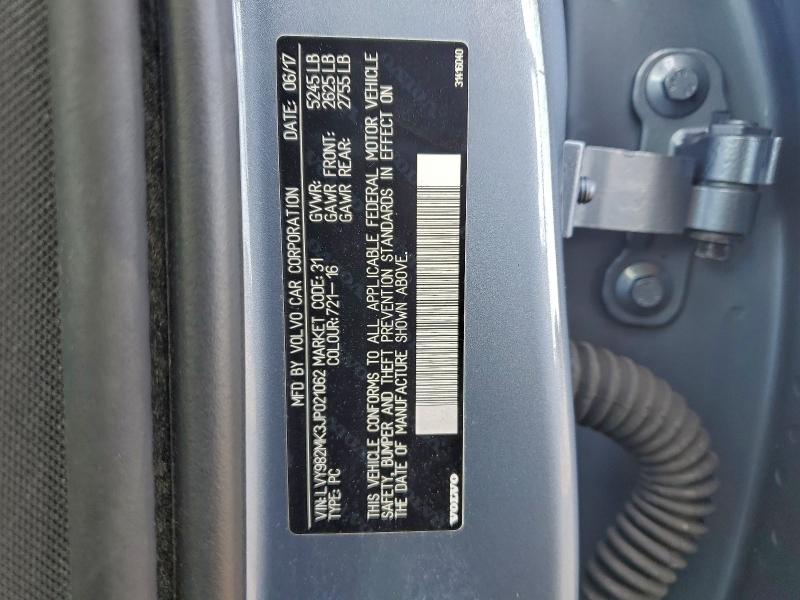 MFD BY VOLVO CAR CORPORATION DATE: 06/17
VIN: LVY982MK3JP021062 MARKET CODE: 31 GVWR: 5245 LB
TYPE: PC COLOUR: 721-16 GAWR FRONT: 2625 LB
GAWR REAR: 2755 LB
THIS VEHICLE CONFORMS TO ALL APPLICABLE FEDERAL MOTOR VEHICLE
SAFETY, BUMPER AND THEFT PREVENTION STANDARDS IN EFFECT ON
THE DATE OF MANUFACTURE SHOWN ABOVE.
VOLVO 31416040